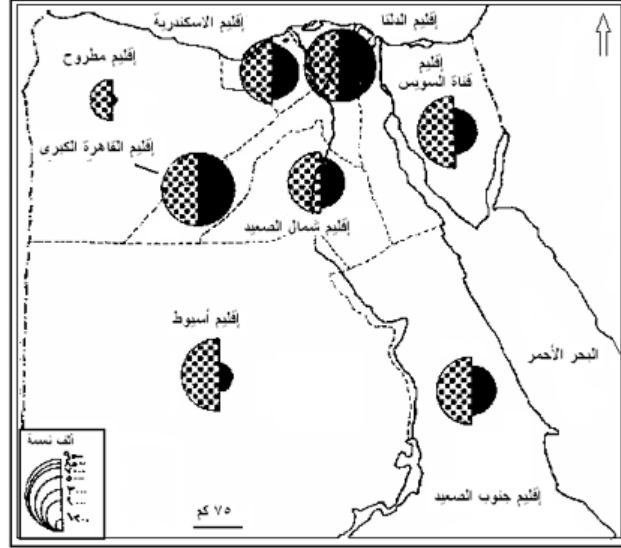 إقليم الاسكندرية
إقليم الدلتا
إقليم مطروح
إقليم
قناة السويس
إقليم القاهرة الكبرى
إقليم شمال الصعيد
إقليم أسيوط
البحر الأحمر
إقليم جنوب الصعيد
ألف نسمة
٧٥ كم